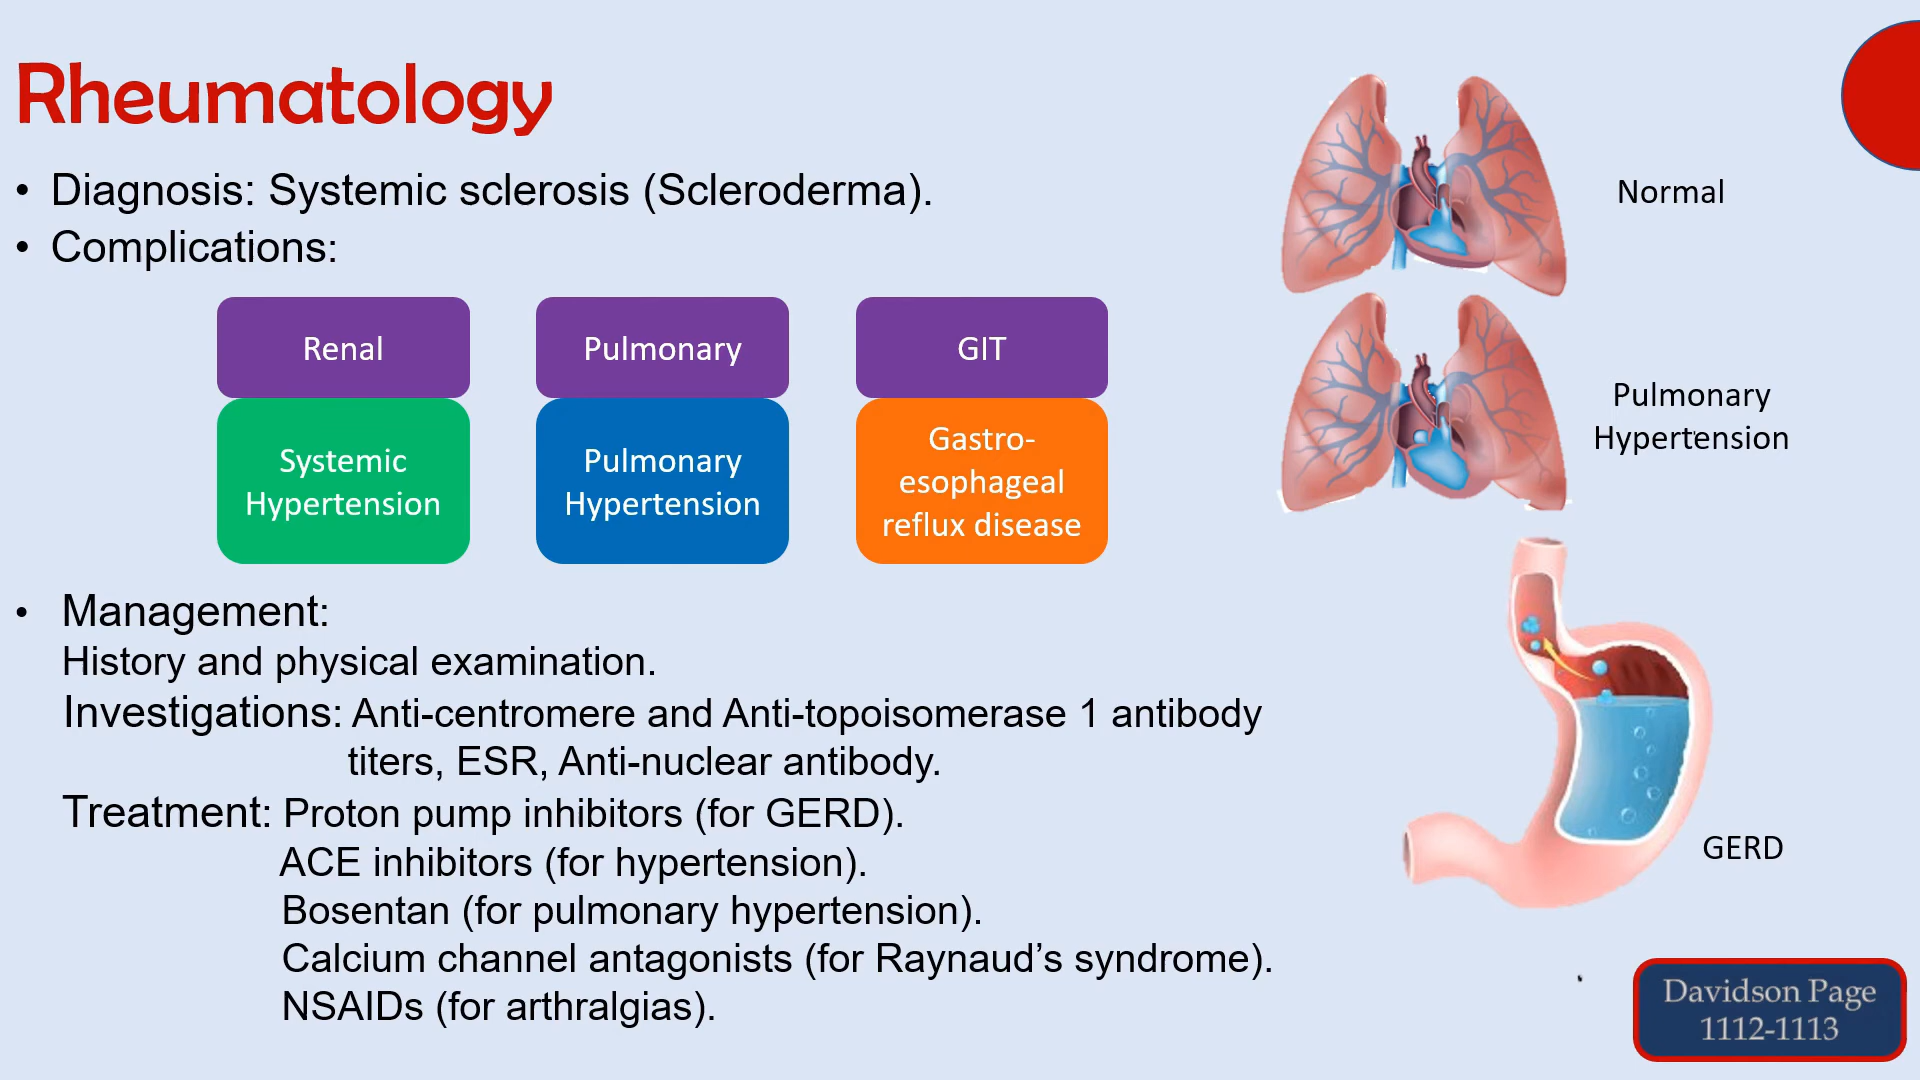 Rheumatology
• Diagnosis: Systemic sclerosis (Scleroderma).
• Complications:
Renal
Systemic
Hypertension
Pulmonary
Pulmonary
Hypertension
GIT
Gastro-
esophageal
reflux disease
• Management:
History and physical examination.
Investigations: Anti-centromere and Anti-topoisomerase 1 antibody
titers, ESR, Anti-nuclear antibody.
Treatment: Proton pump inhibitors (for GERD).
ACE inhibitors (for hypertension).
Bosentan (for pulmonary hypertension).
Calcium channel antagonists (for Raynaud’s syndrome).
NSAIDs (for arthralgias).
Normal
Pulmonary
Hypertension
GERD
Davidson Page
1112-1113